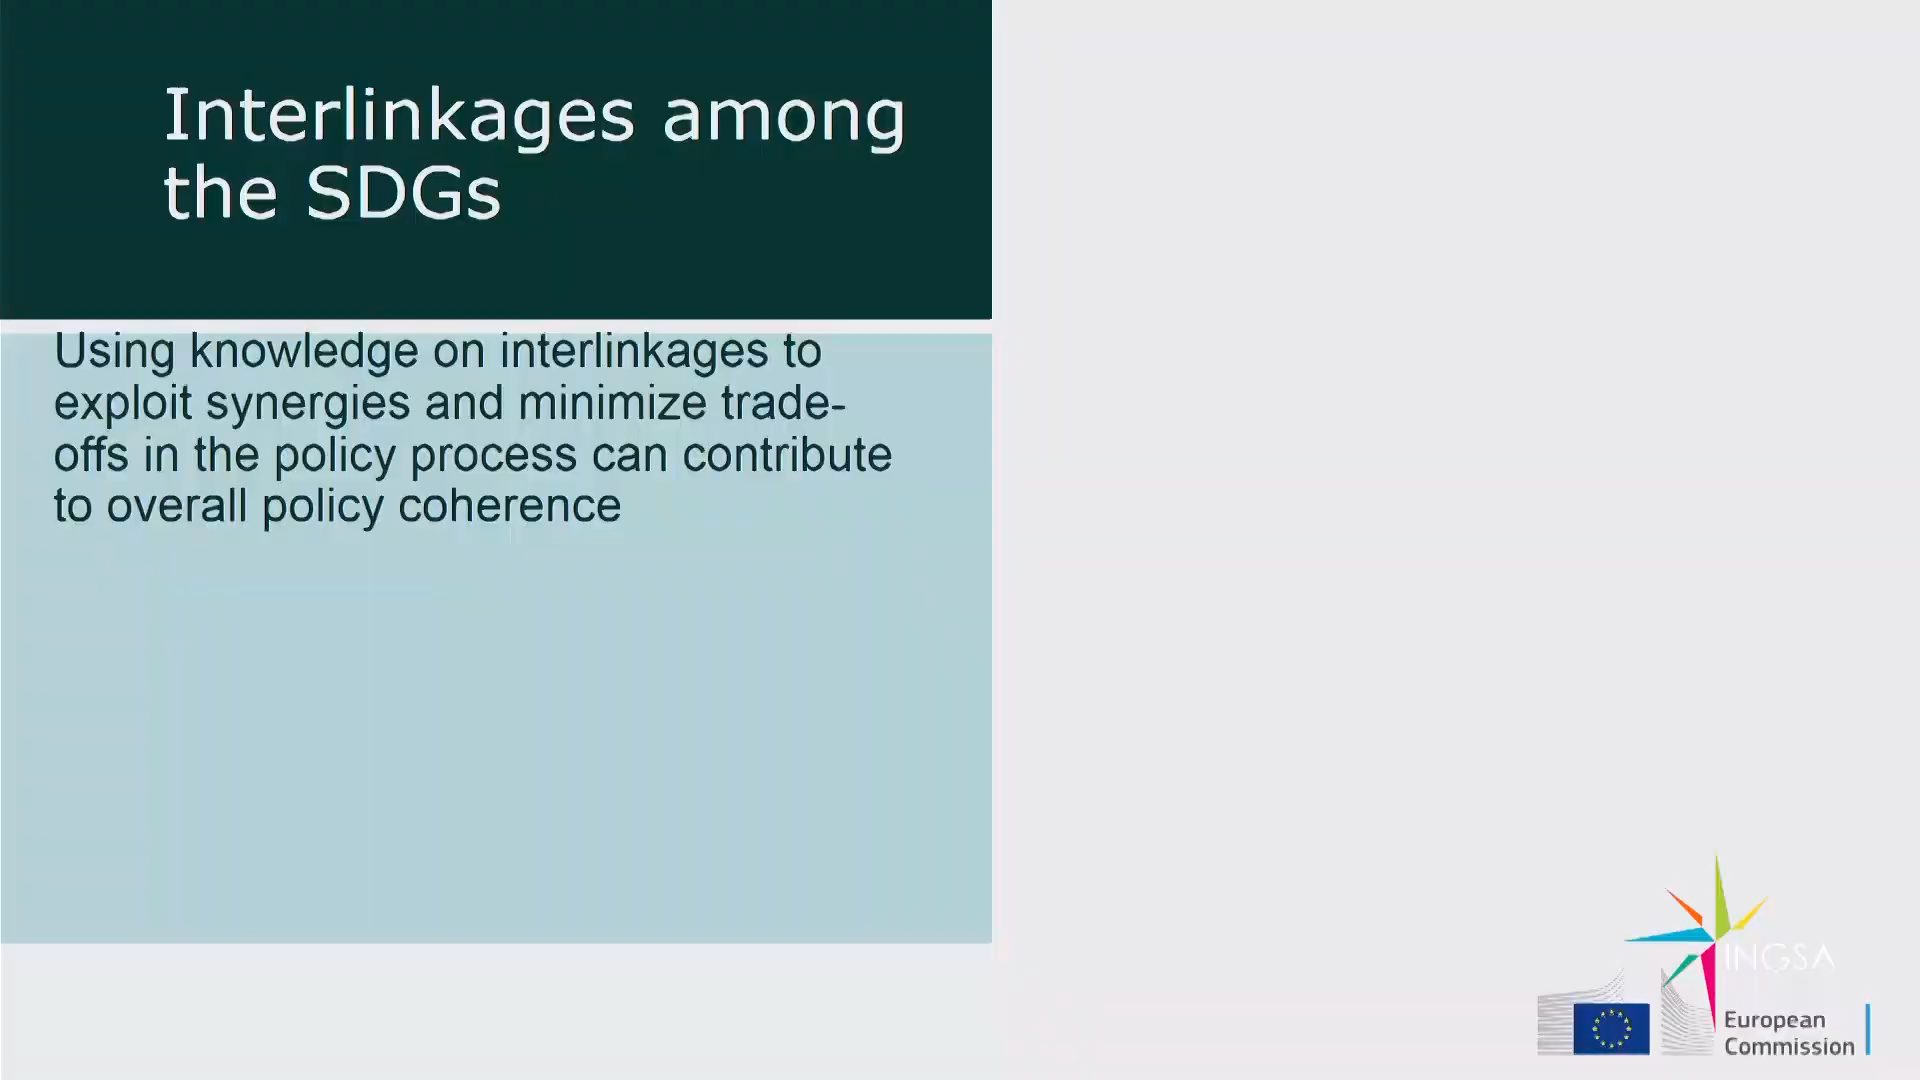 Interlinkages among
the SDGs
Using knowledge on interlinkages to
exploit synergies and minimize trade-
offs in the policy process can contribute
to overall policy coherence
INGSA
European
Commission